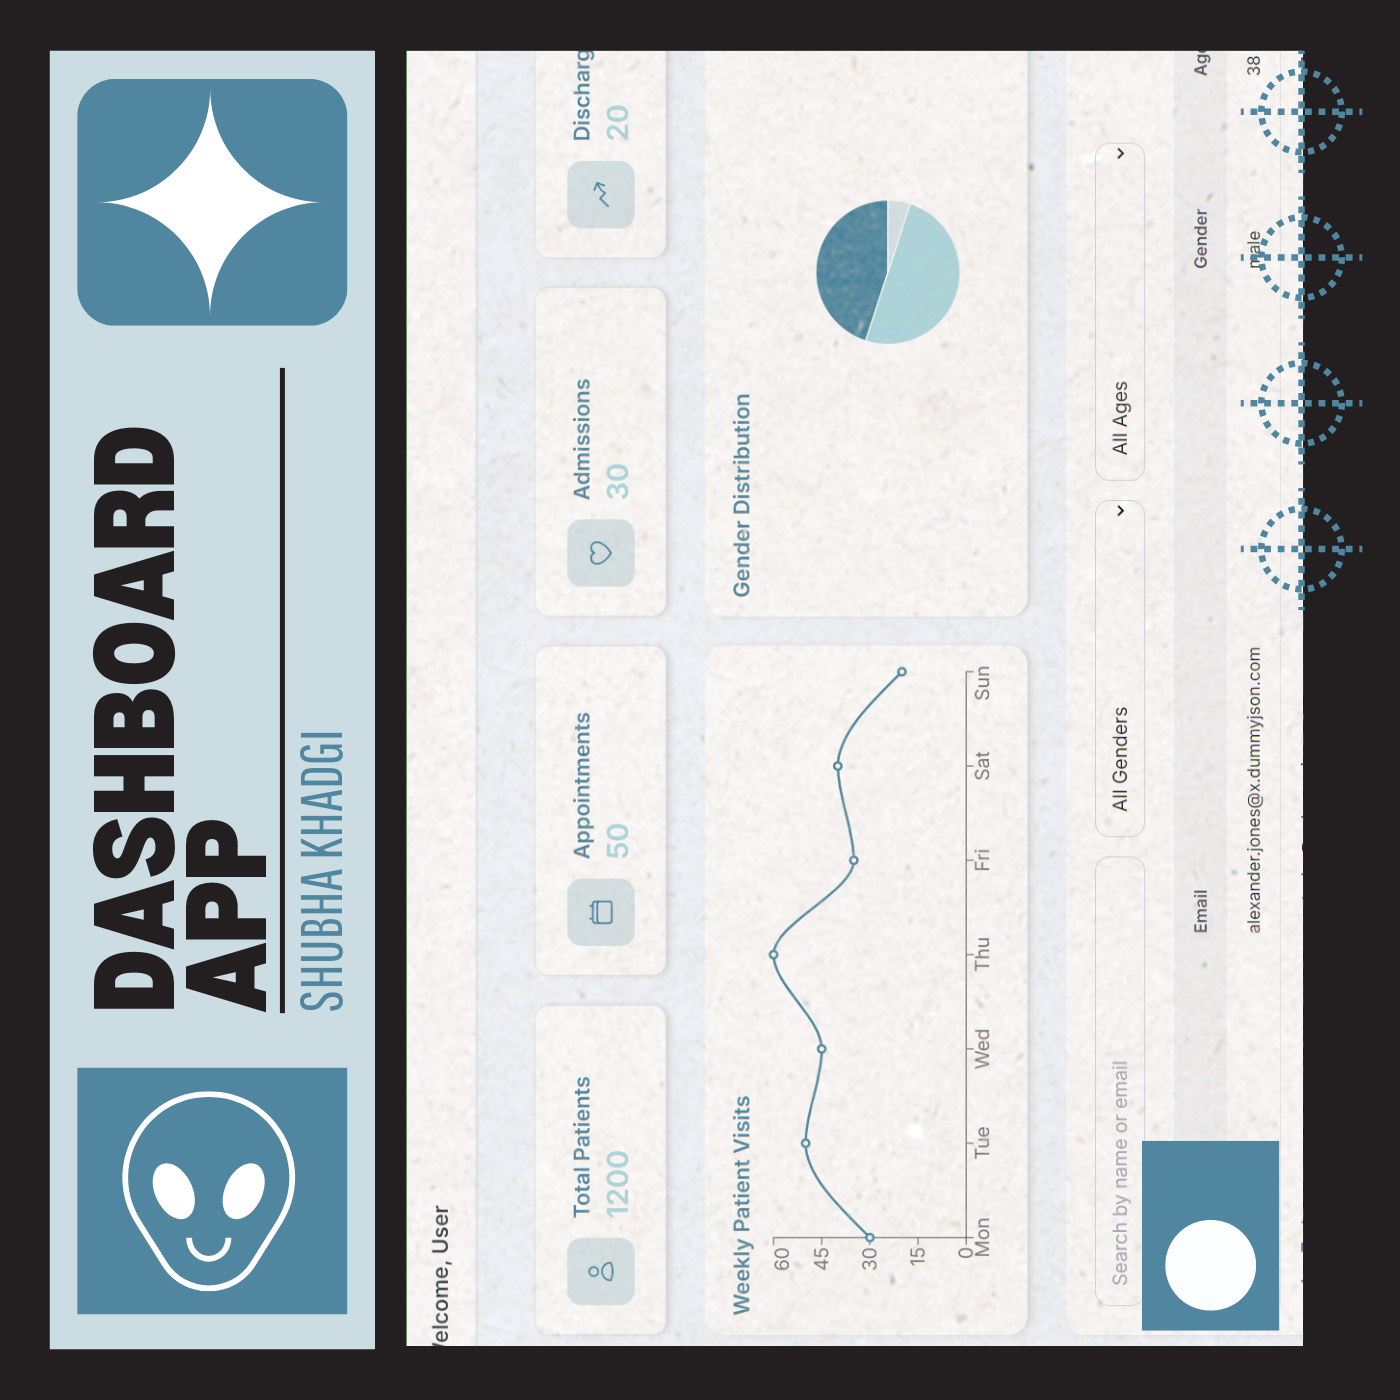 DASHBOARD
APP
SHUBHA KHADGI
elcome, User
Total Patients
1200
Appointments
50
Admissions
30
Discharg
20
Weekly Patient Visits
60
45
30
15
0
Mon Tue Wed Thu Fri Sat Sun
Gender Distribution
Search by name or email
All Genders
All Ages
Email Gender Ag
alexander.jones@x.dummyjson.com male 38